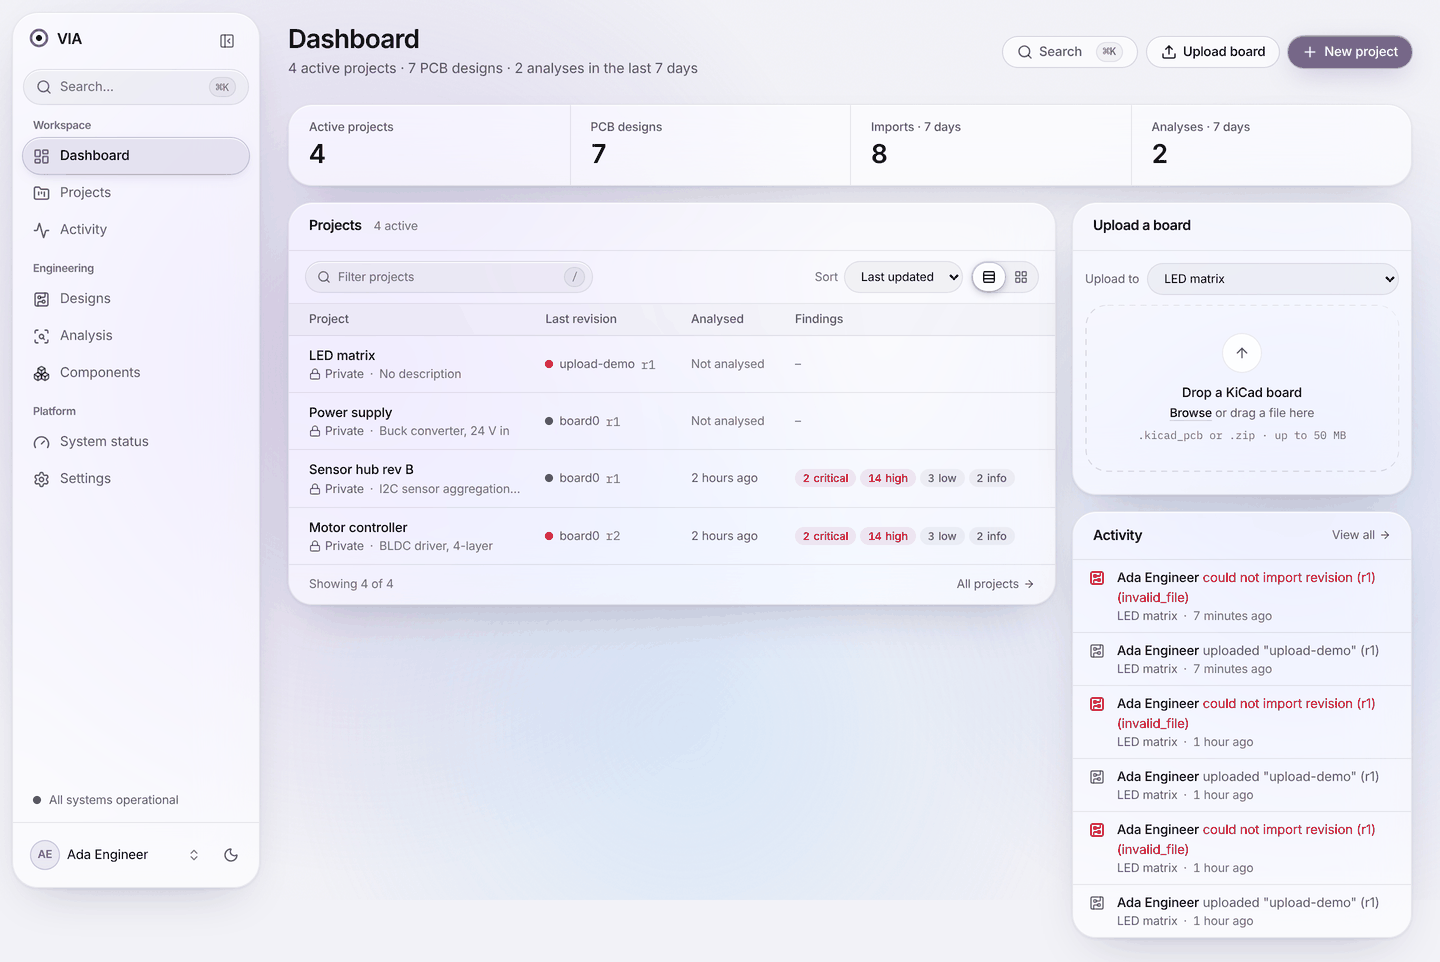 VIA
Search... ⌘K
Workspace
Dashboard
Projects
Activity
Engineering
Designs
Analysis
Components
Platform
System status
Settings
All systems operational
AE Ada Engineer
Dashboard
4 active projects · 7 PCB designs · 2 analyses in the last 7 days
Search ⌘K
Upload board
New project
Active projects
4
PCB designs
7
Imports · 7 days
8
Analyses · 7 days
2
Projects 4 active
Filter projects /
Sort Last updated
Project Last revision Analysed Findings
LED matrix
Private · No description
upload-demo r1 Not analysed –
Power supply
Private · Buck converter, 24 V in
board0 r1 Not analysed –
Sensor hub rev B
Private · I2C sensor aggregation...
board0 r1 2 hours ago 2 critical 14 high 3 low 2 info
Motor controller
Private · BLDC driver, 4-layer
board0 r2 2 hours ago 2 critical 14 high 3 low 2 info
Showing 4 of 4 All projects →
Upload a board
Upload to LED matrix
Drop a KiCad board
Browse or drag a file here
.kicad_pcb or .zip · up to 50 MB
Activity View all →
Ada Engineer could not import revision (r1)
(invalid_file)
LED matrix · 7 minutes ago
Ada Engineer uploaded "upload-demo" (r1)
LED matrix · 7 minutes ago
Ada Engineer could not import revision (r1)
(invalid_file)
LED matrix · 1 hour ago
Ada Engineer uploaded "upload-demo" (r1)
LED matrix · 1 hour ago
Ada Engineer could not import revision (r1)
(invalid_file)
LED matrix · 1 hour ago
Ada Engineer uploaded "upload-demo" (r1)
LED matrix · 1 hour ago